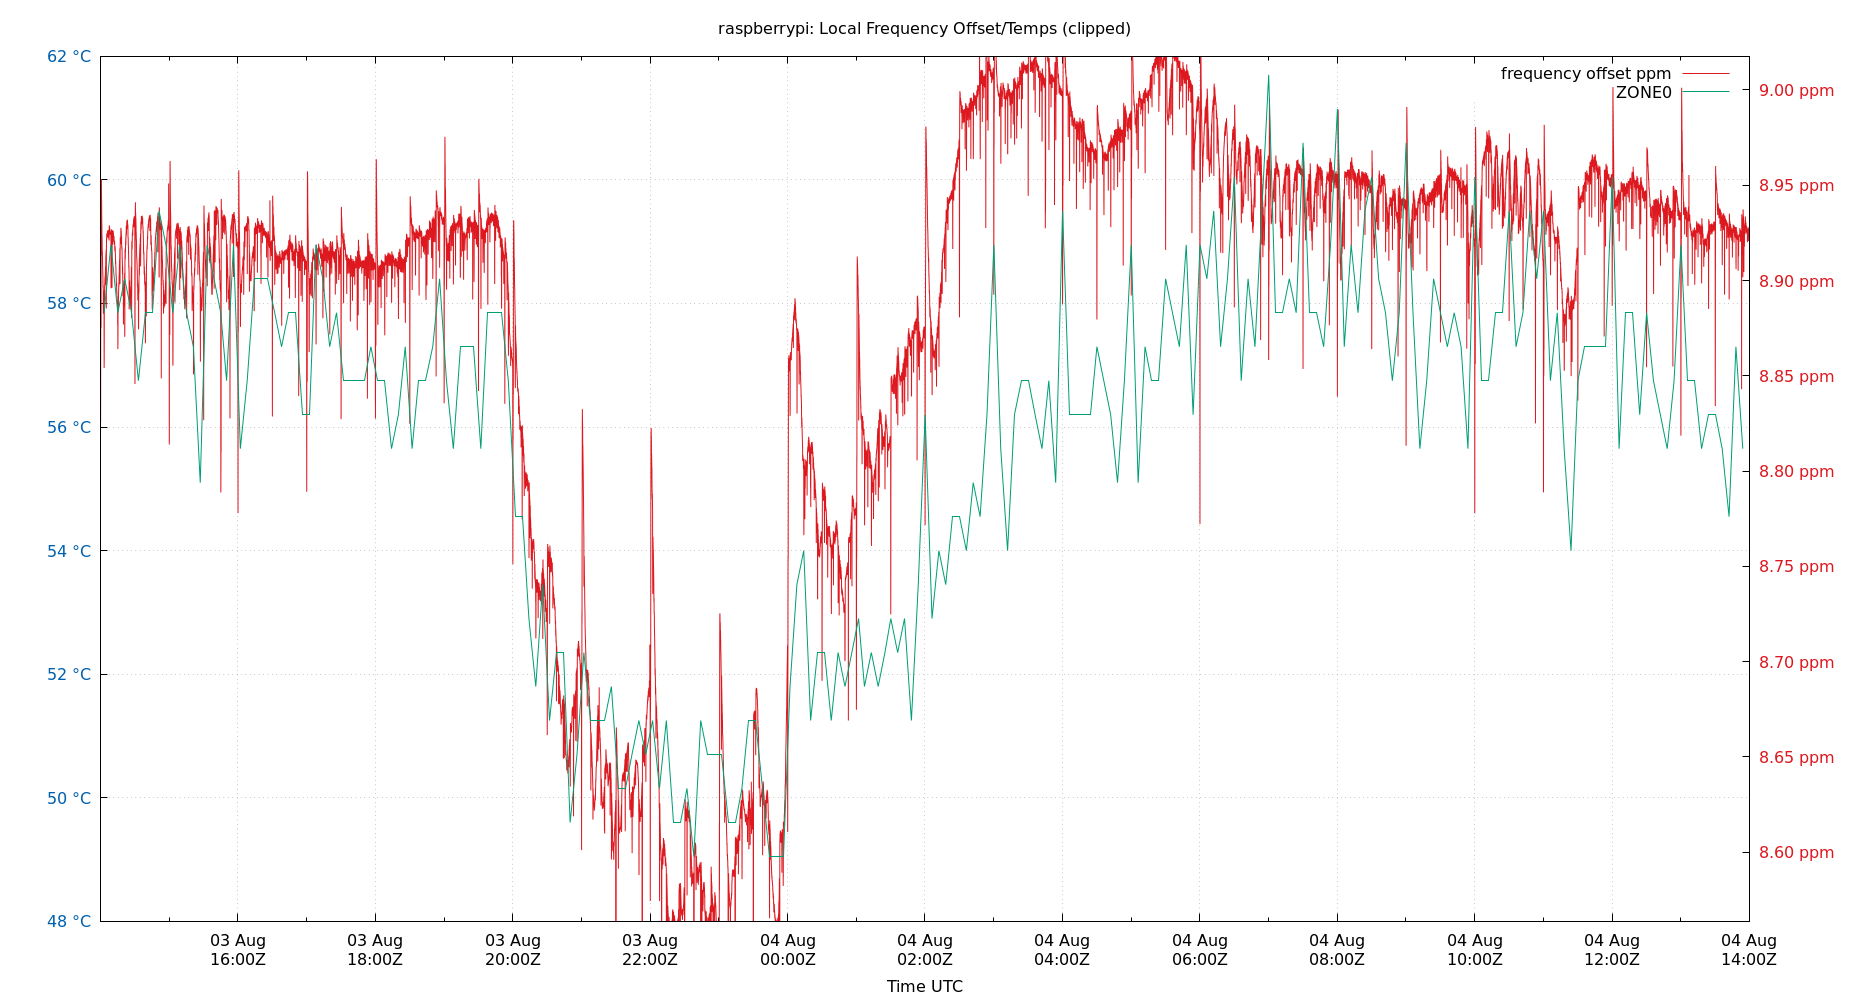 raspberrypi: Local Frequency Offset/Temps (clipped)
62 °C
60 °C
58 °C
56 °C
54 °C
52 °C
50 °C
48 °C
frequency offset ppm
ZONE0
9.00 ppm
8.95 ppm
8.90 ppm
8.85 ppm
8.80 ppm
8.75 ppm
8.70 ppm
8.65 ppm
8.60 ppm
03 Aug
16:00Z
03 Aug
18:00Z
03 Aug
20:00Z
03 Aug
22:00Z
04 Aug
00:00Z
04 Aug
02:00Z
04 Aug
04:00Z
04 Aug
06:00Z
04 Aug
08:00Z
04 Aug
10:00Z
04 Aug
12:00Z
04 Aug
14:00Z
Time UTC